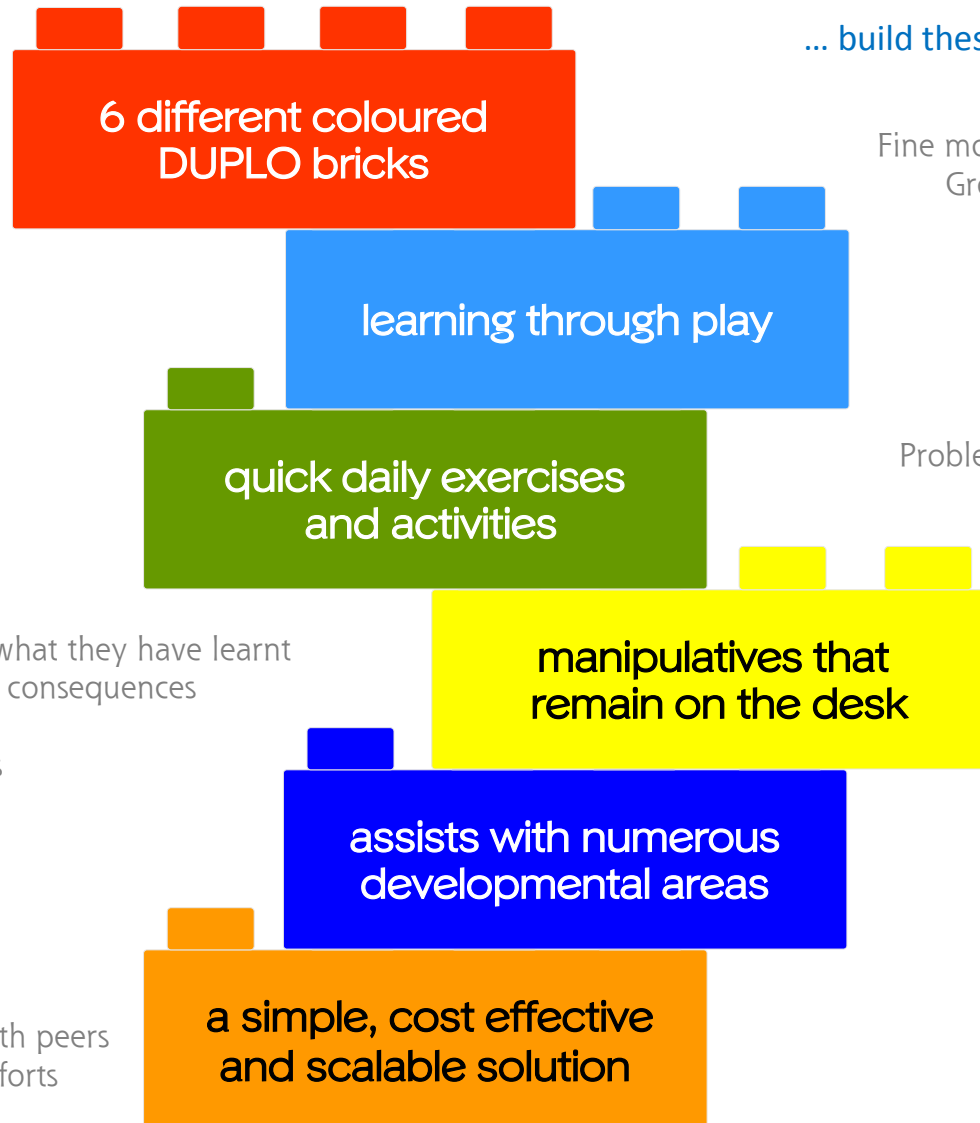 ... build thes
6 different coloured
DUPLO bricks
Fine mo
Gr
learning through play
Proble
quick daily exercises
and activities
what they have learnt
consequences
manipulatives that
remain on the desk
s
assists with numerous
developmental areas
a simple, cost effective
and scalable solution
th peers
forts